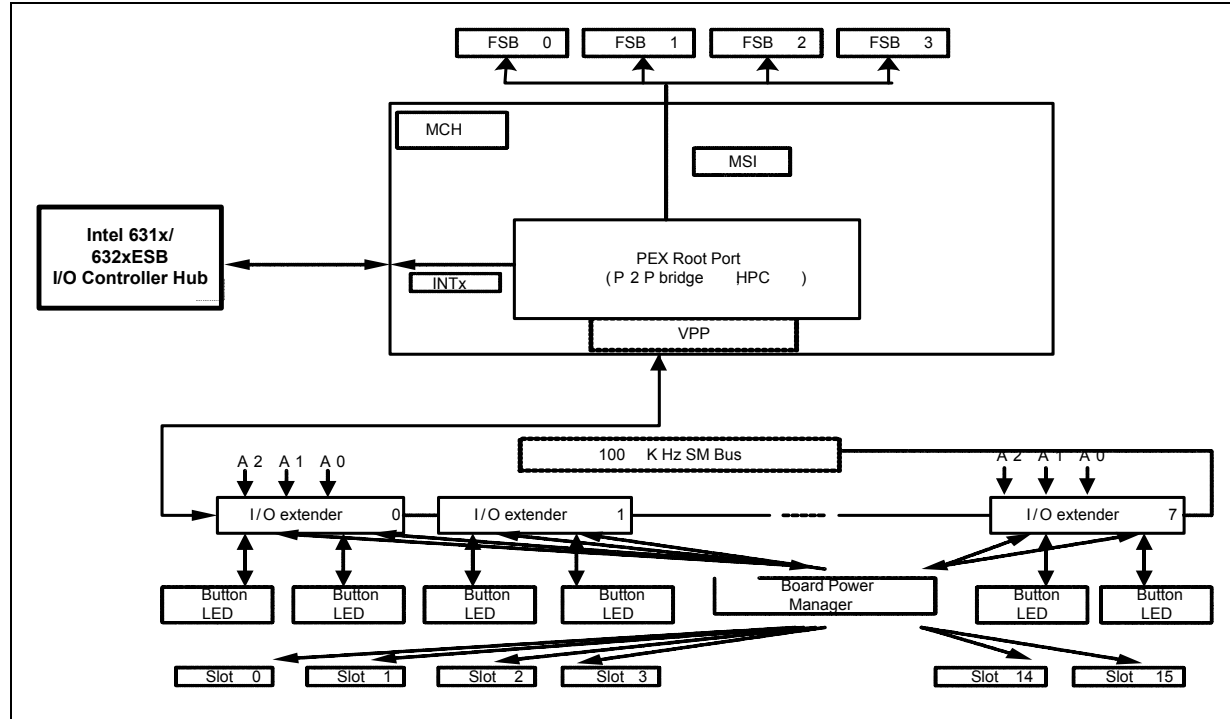 FSB 0
FSB 1
FSB 2
FSB 3
MCH
MSI
Intel 631x/
632xESB
I/O Controller Hub
INTx
PEX Root Port
(P 2 P bridge , HPC )
VPP
100 K Hz SM Bus
A 2 A 1 A 0
A 2 A 1 A 0
I/O extender 0
I/O extender 1
I/O extender 7
Button
LED
Button
LED
Button
LED
Button
LED
Board Power
Manager
Button
LED
Button
LED
Slot 0
Slot 1
Slot 2
Slot 3
Slot 14
Slot 15